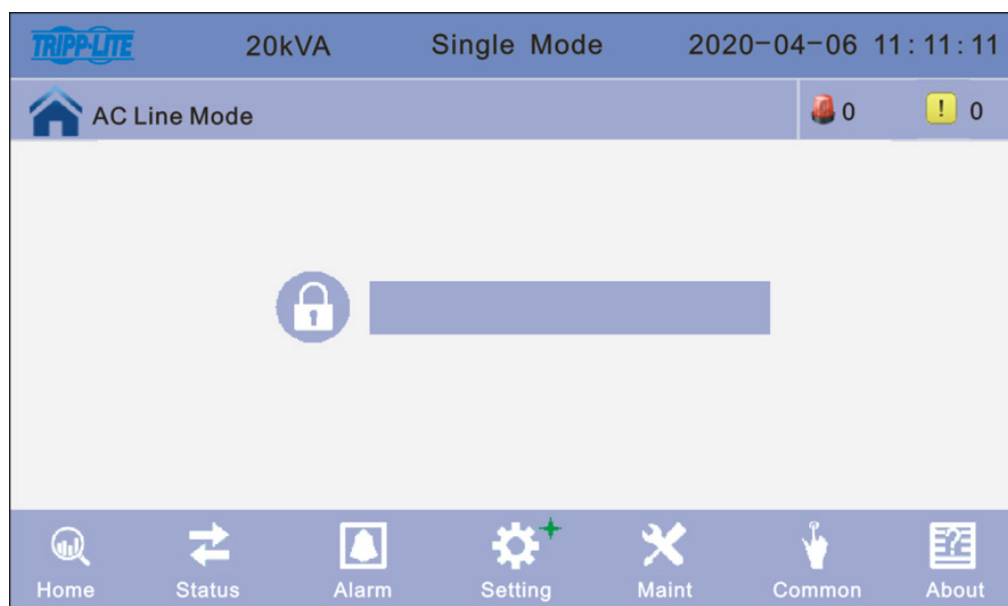 TRIPP-LITE 20kVA Single Mode 2020-04-06 11:11:11
AC Line Mode 0 ! 0
Home Status Alarm Setting Maint Common About